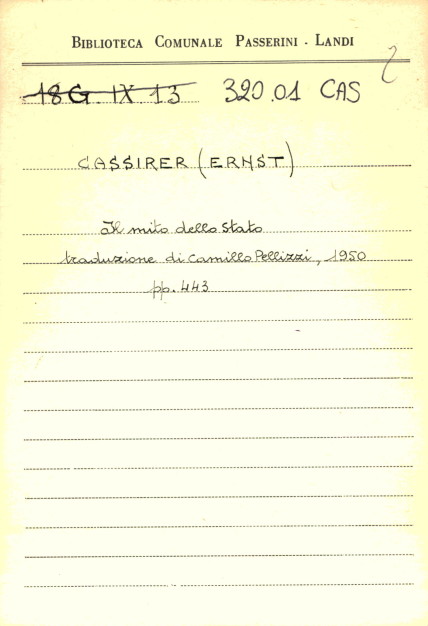 BIBLIOTECA COMUNALE PASSERINI - LANDI
2
18G. IX. 13 320.01 CAS
CASSIRER (ERNST)
Il mito dello Stato
traduzione di Camillo Pellizzi, 1950
pp. 443